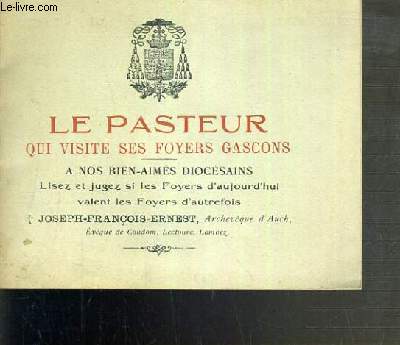 Le-livre.com
LE PASTEUR
QUI VISITE SES FOYERS GASCONS
A NOS BIEN-AIMÉS DIOCÉSAINS
Lisez et jugez si les Foyers d'aujourd'hui
valent les Foyers d'autrefois
† JOSEPH-FRANÇOIS-ERNEST, Archevêque d'Auch,
Évêque de Condom, Lectoure, Lombez.